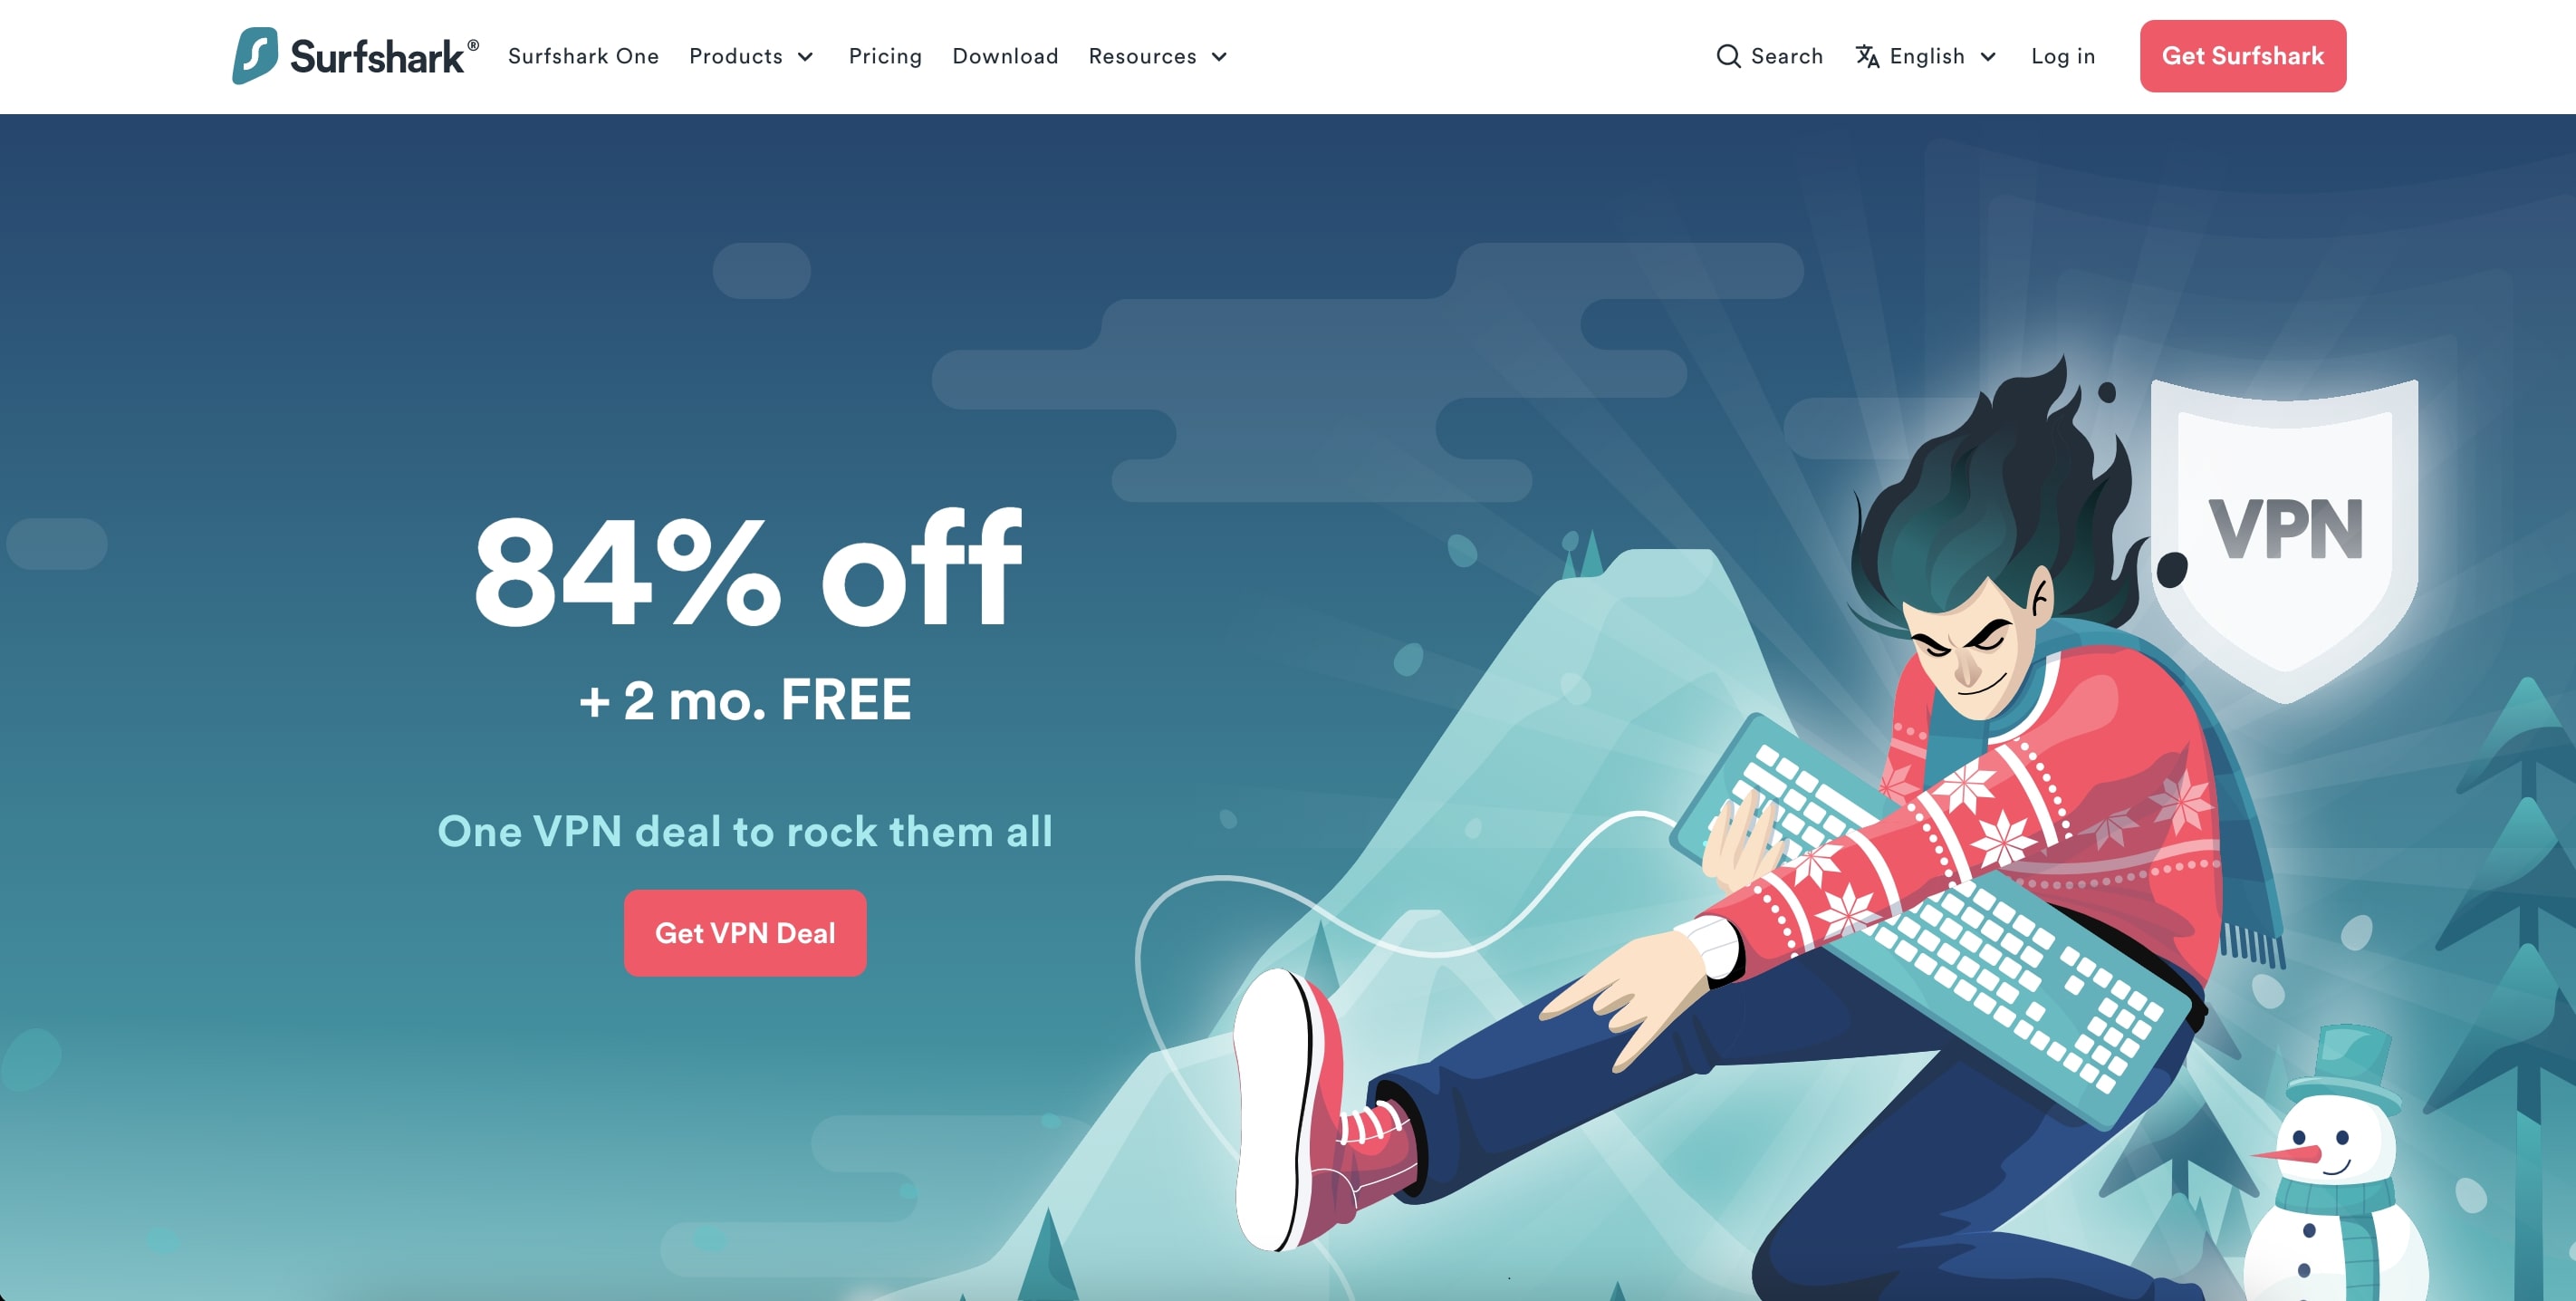 Surfshark®
Surfshark One
Products
Pricing
Download
Resources
Search
English
Log in
Get Surfshark
84% off
+ 2 mo. FREE
One VPN deal to rock them all
Get VPN Deal
VPN